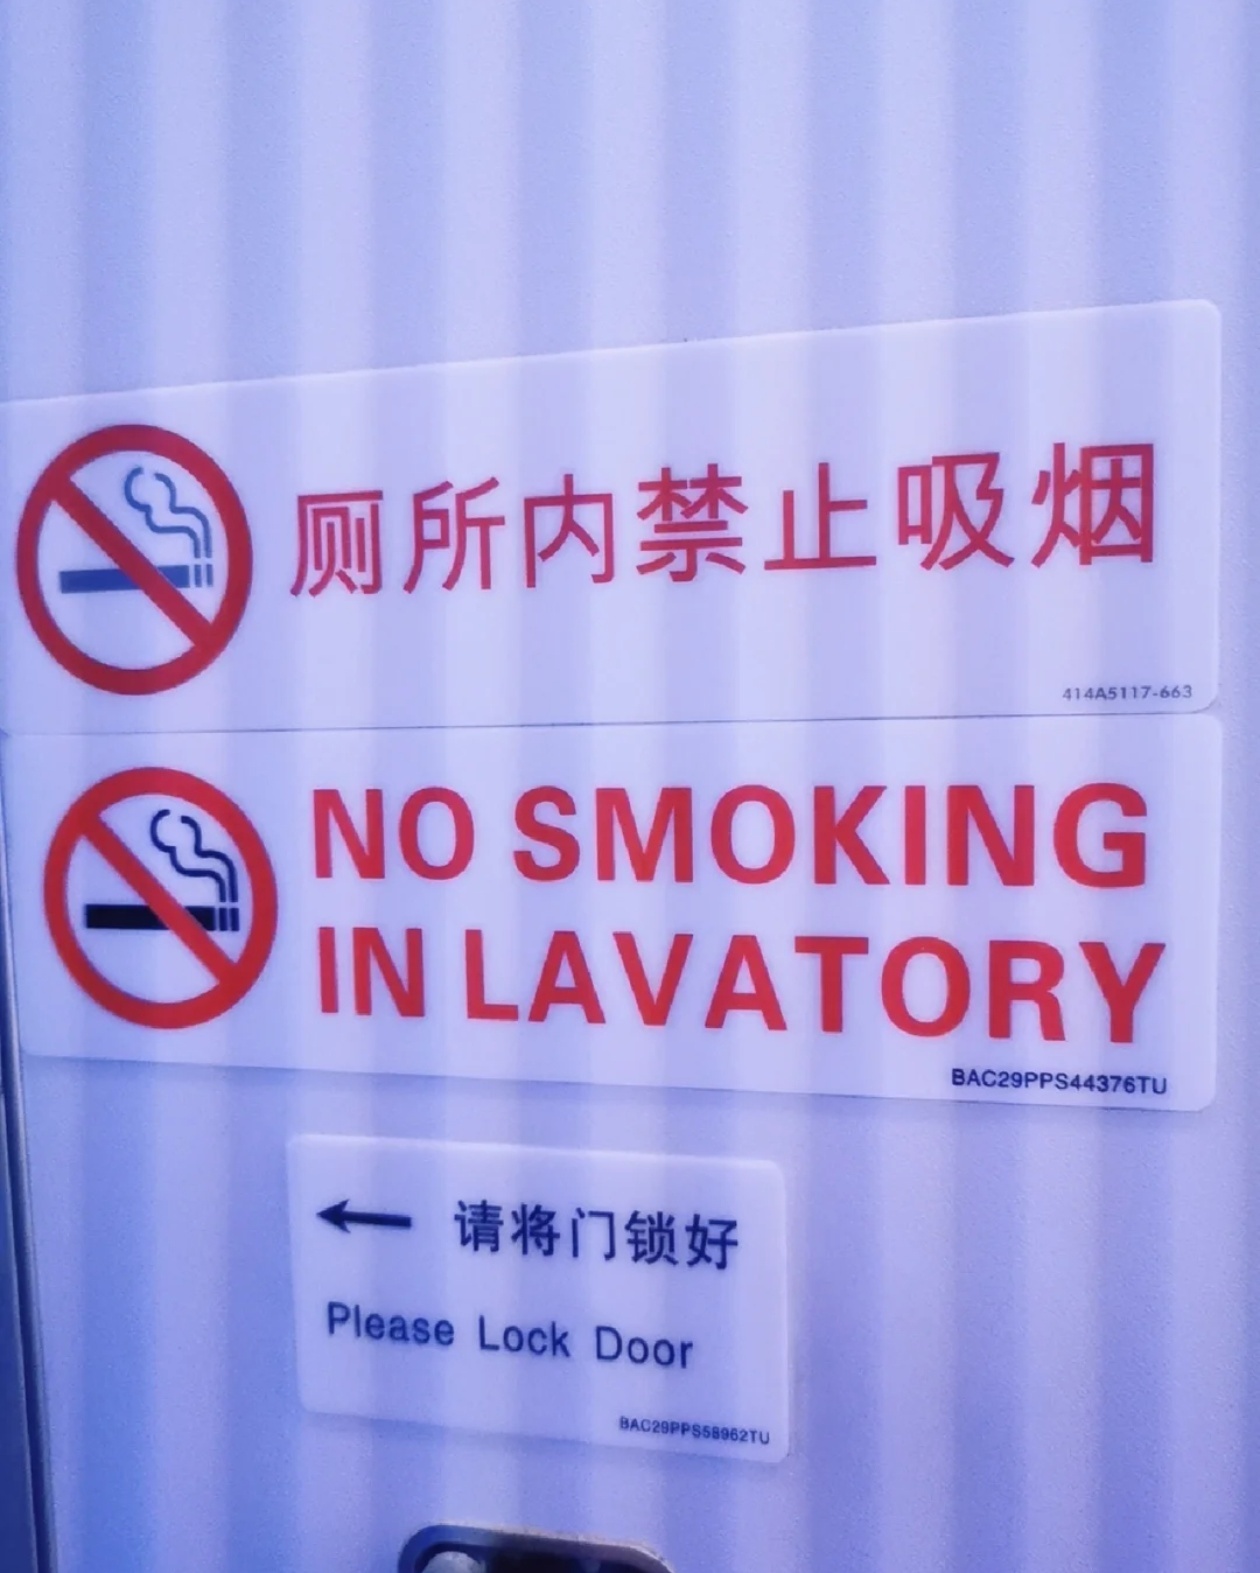 厕所内禁止吸烟
414A5117-663
NO SMOKING
IN LAVATORY
BAC29PPS44376TU
请将门锁好
Please Lock Door
BAC29PPS58962TU